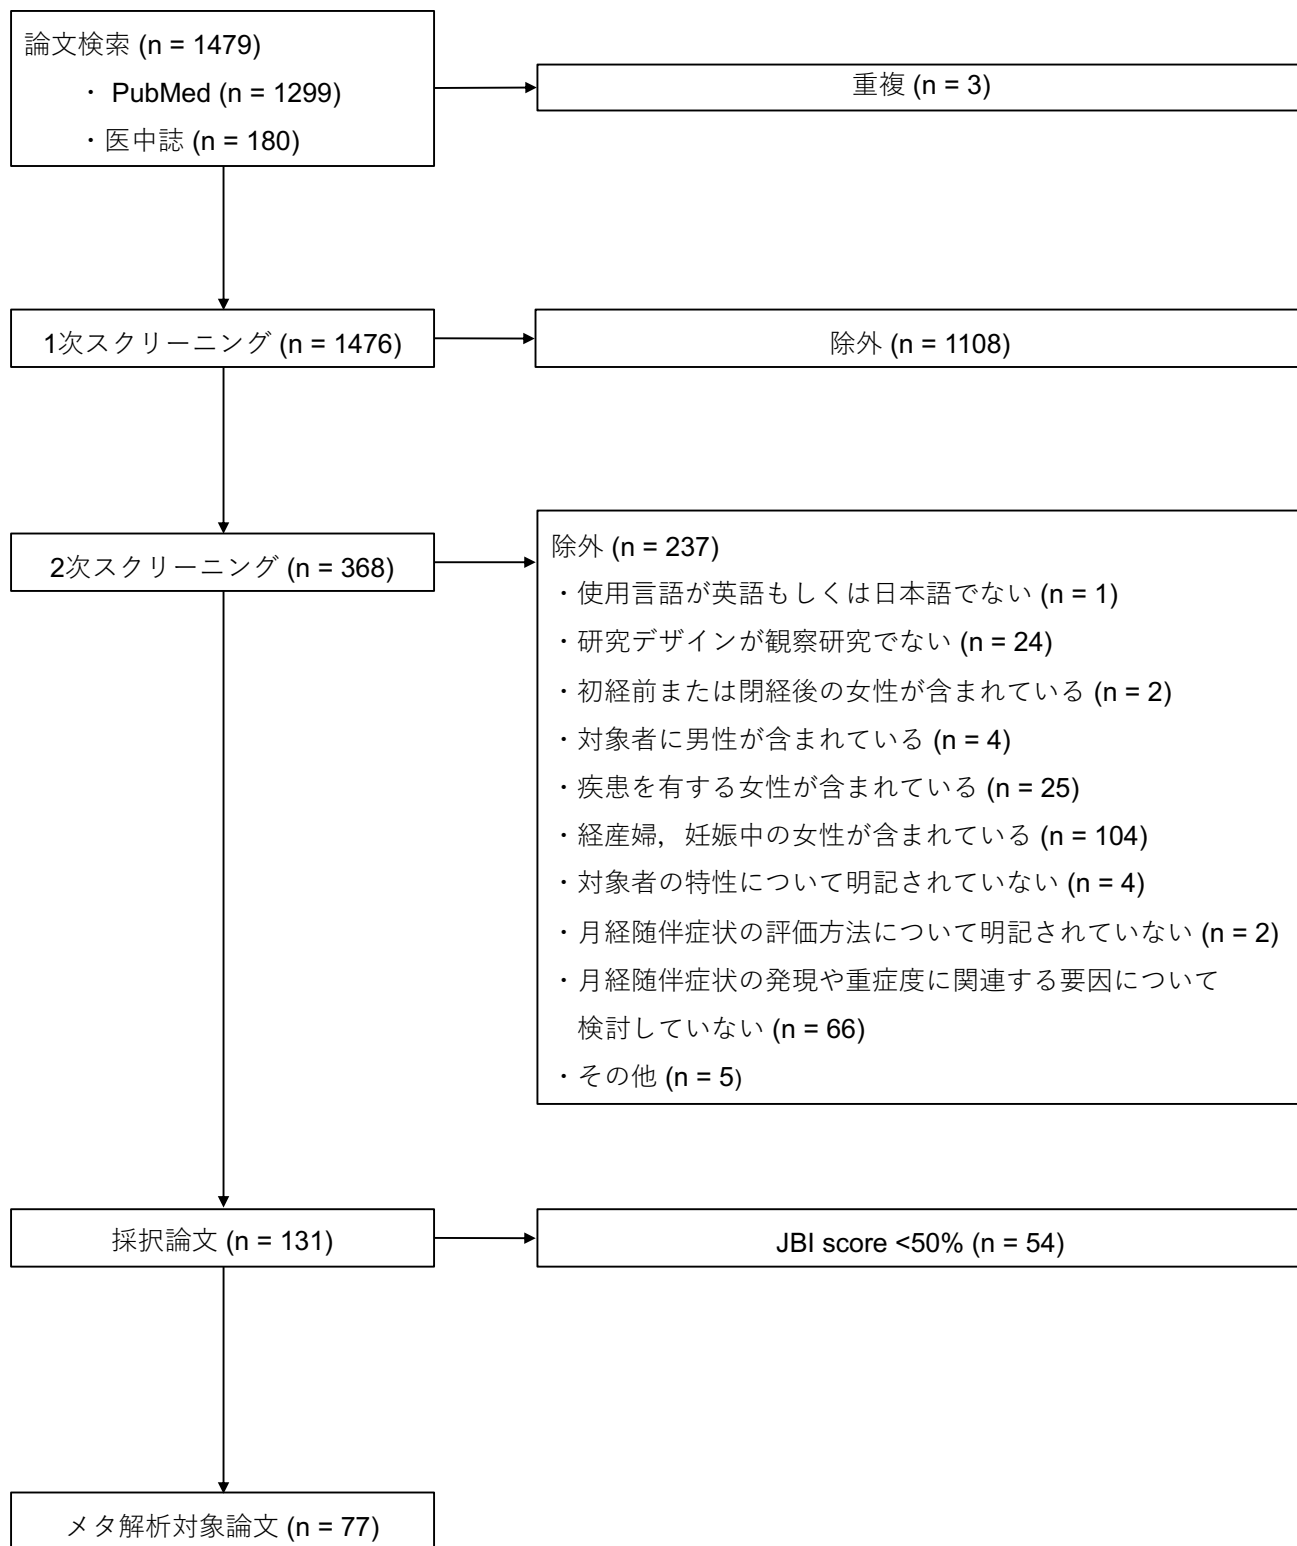 論文検索 (n = 1479)
・ PubMed (n = 1299)
・医中誌 (n = 180)
重複 (n = 3)
1次スクリーニング (n = 1476)
除外 (n = 1108)
2次スクリーニング (n = 368)
除外 (n = 237)
・使用言語が英語もしくは日本語でない (n = 1)
・研究デザインが観察研究でない (n = 24)
・初経前または閉経後の女性が含まれている (n = 2)
・対象者に男性が含まれている (n = 4)
・疾患を有する女性が含まれている (n = 25)
・経産婦，妊娠中の女性が含まれている (n = 104)
・対象者の特性について明記されていない (n = 4)
・月経随伴症状の評価方法について明記されていない (n = 2)
・月経随伴症状の発現や重症度に関連する要因について
検討していない (n = 66)
・その他 (n = 5)
採択論文 (n = 131)
JBI score <50% (n = 54)
メタ解析対象論文 (n = 77)